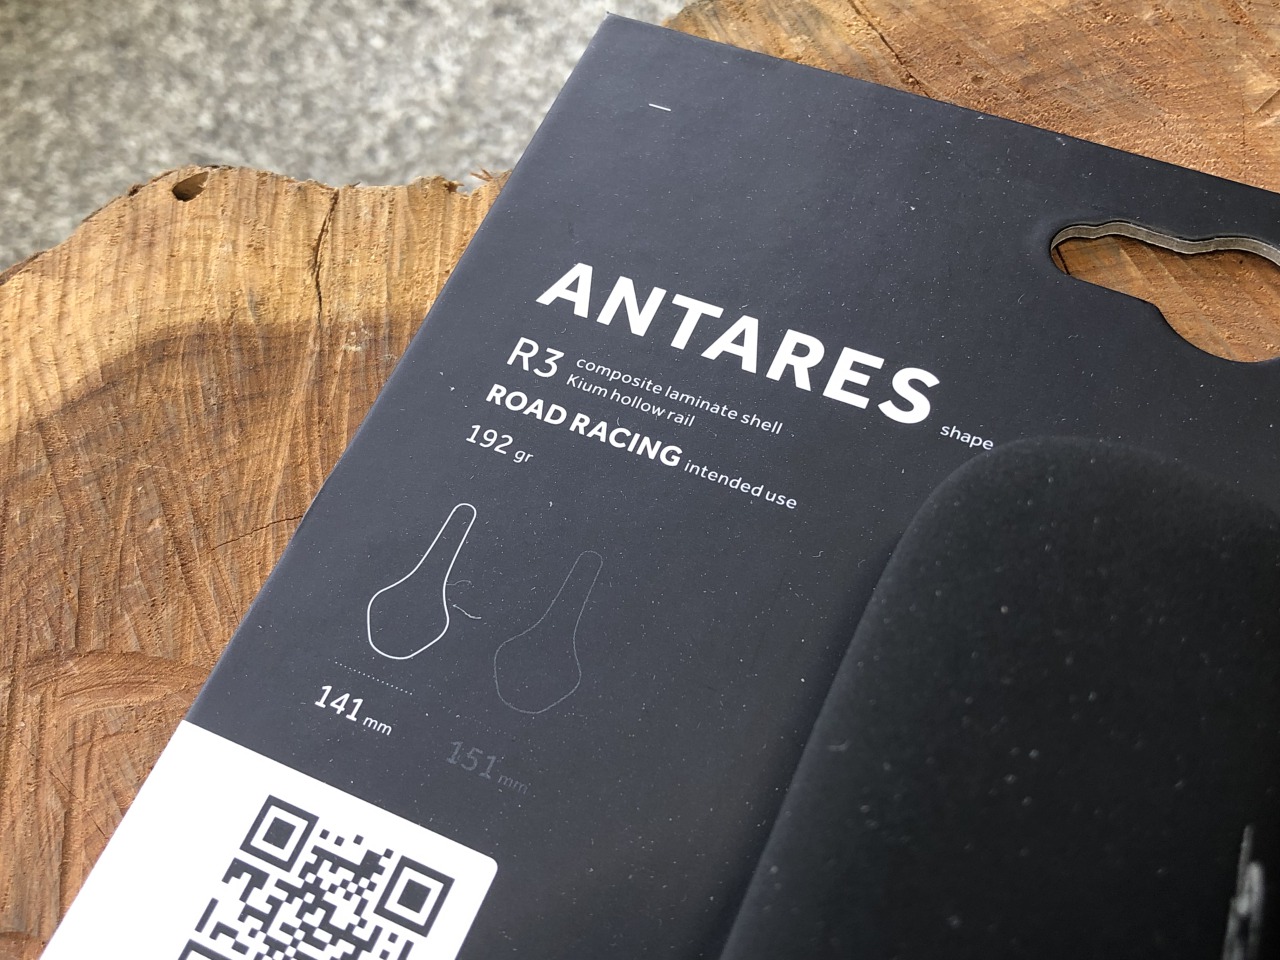 ANTARES shape
R3 composite laminate shell
Kium hollow rail
ROAD RACING intended use
192 gr
141 mm
151 mm